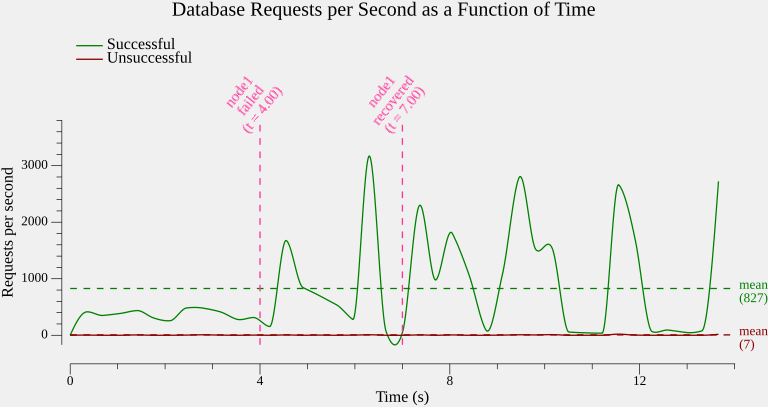 Database Requests per Second as a Function of Time
Successful
Unsuccessful
node1
failed
(t = 4.00)
node1
recovered
(t = 7.00)
Requests per second
3000
2000
1000
0
mean
(827)
mean
(7)
0
4
8
12
Time (s)